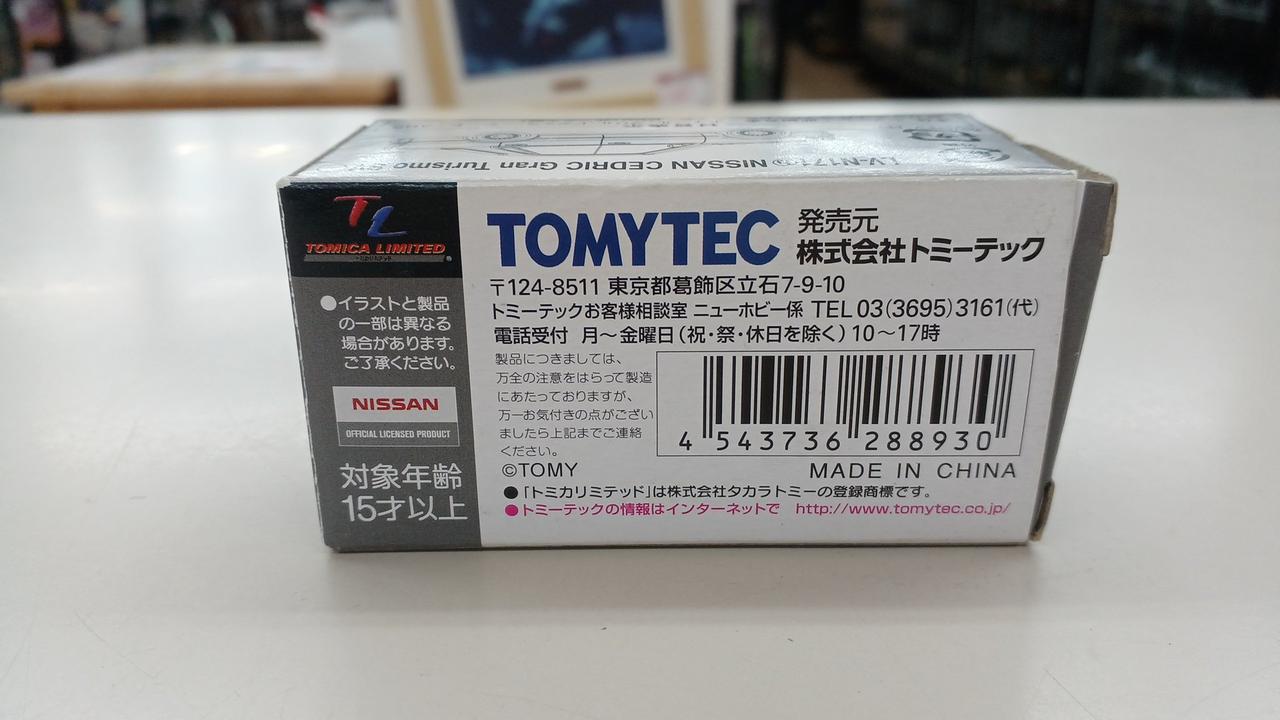 LV-N171 NISSAN CEDRIC Gran Turismo
TL
TOMICA LIMITED
●イラストと製品
の一部は異なる
場合があります。
ご了承ください。
NISSAN
OFFICIAL LICENSED PRODUCT
対象年齢
15才以上
TOMYTEC
発売元
株式会社トミーテック
〒124-8511 東京都葛飾区立石7-9-10
トミーテックお客様相談室 ニューホビー係 TEL 03(3695)3161(代)
電話受付 月~金曜日(祝・祭・休日を除く)10~17時
製品につきましては、
万全の注意をはらって製造
にあたっておりますが、
万一お気付きの点がござい
ましたら上記までご連絡
ください。
4 543736 288930
©TOMY
MADE IN CHINA
●「トミカリミテッド」は株式会社タカラトミーの登録商標です。
●トミーテックの情報はインターネットで http://www.tomytec.co.jp/